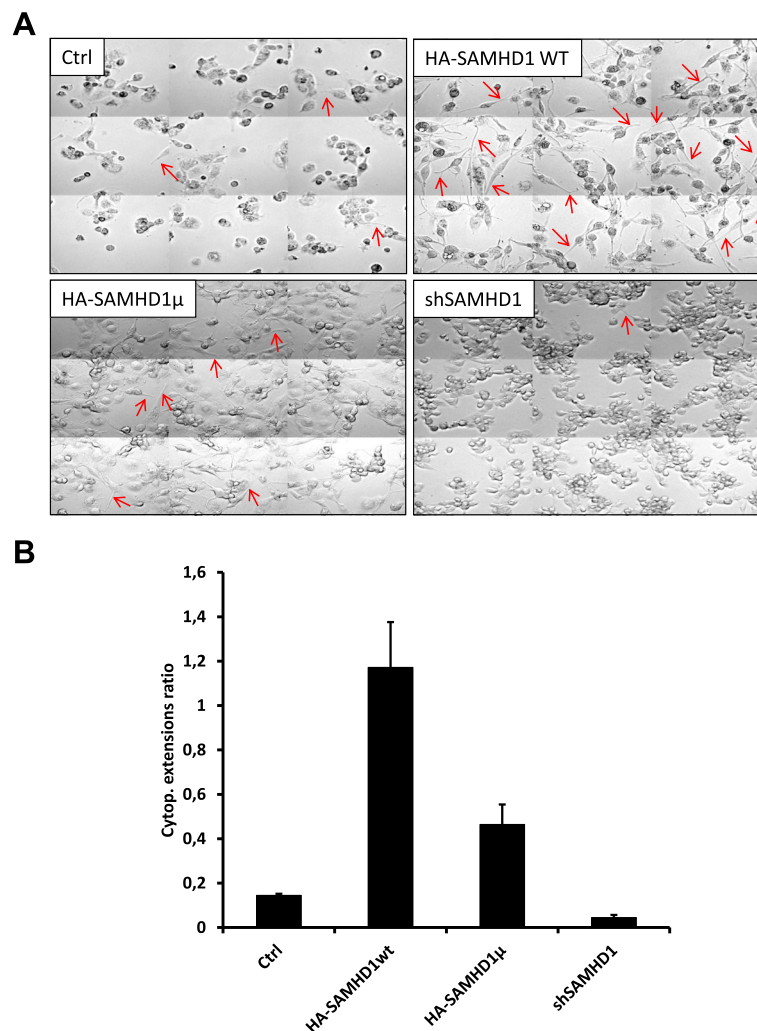 A
Ctrl
HA-SAMHD1 WT
HA-SAMHD1µ
shSAMHD1
B
Cytop. extensions ratio
1,6
1,4
1,2
1
0,8
0,6
0,4
0,2
0
Ctrl
HA-SAMHD1wt
HA-SAMHD1µ
shSAMHD1